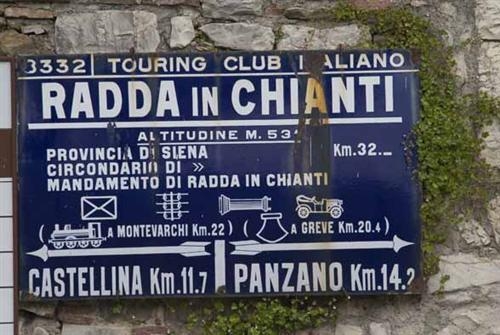 3332 TOURING CLUB ITALIANO
RADDA IN CHIANTI
ALTITUDINE M. 53
PROVINCIA DI SIENA Km.32
CIRCONDARIO DI »
MANDAMENTO DI RADDA IN CHIANTI
(A MONTEVARCHI Km.22) (A GREVE Km.20.4)
CASTELLINA Km.11.7 PANZANO Km.14.2